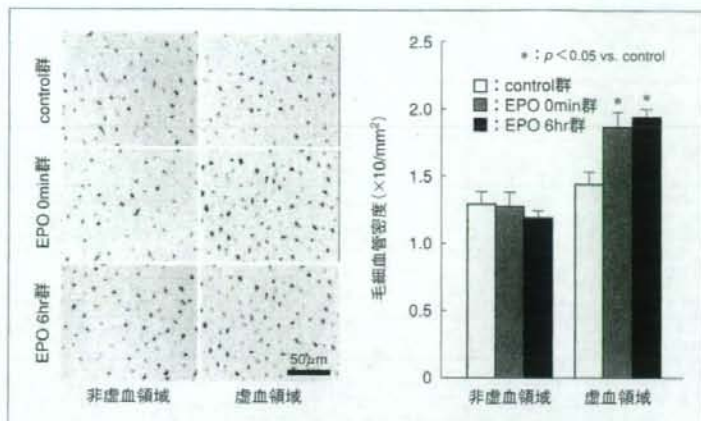 control群
EPO 0min群
EPO 6hr群
50μm
非虚血領域
虚血領域
毛細血管密度(×10/mm²)
2.5
2.0
1.5
1.0
0.5
0
*:p<0.05 vs. control
:control群
:EPO 0min群
:EPO 6hr群
* *
非虚血領域
虚血領域